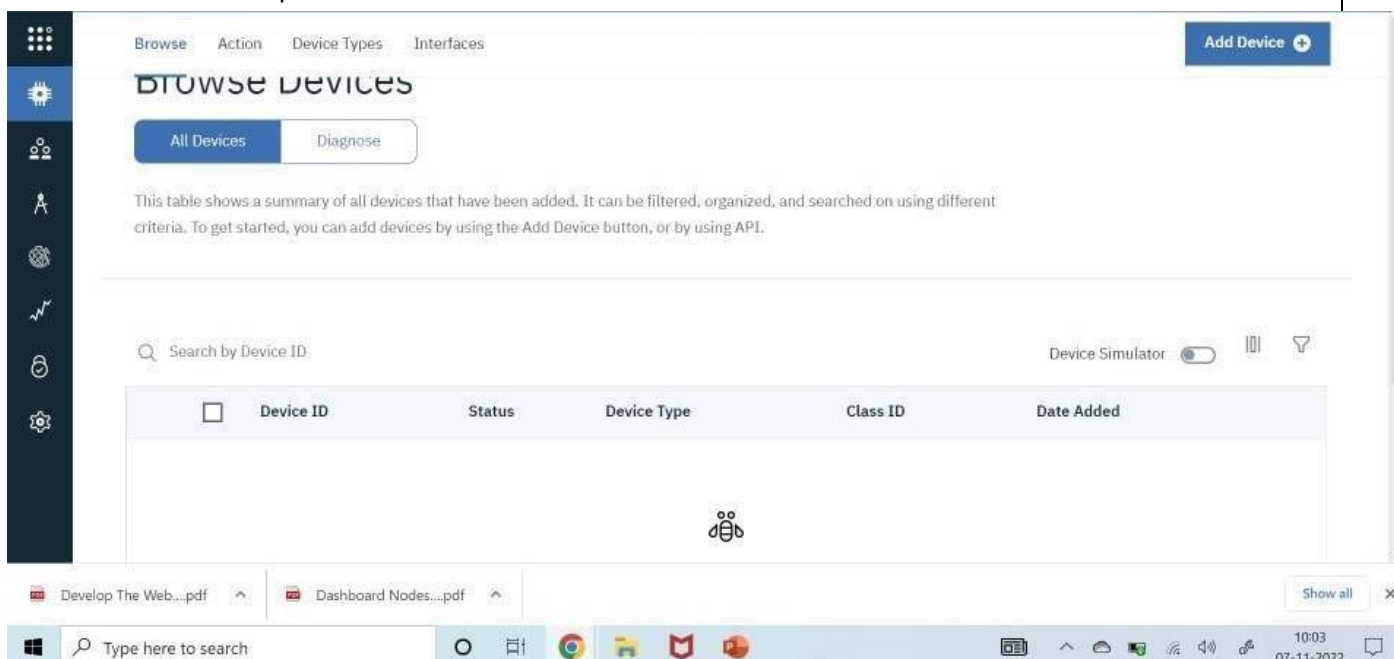 Browse Action Device Types Interfaces Add Device
Browse Devices
All Devices Diagnose
This table shows a summary of all devices that have been added. It can be filtered, organized, and searched on using different
criteria. To get started, you can add devices by using the Add Device button, or by using API.
Search by Device ID Device Simulator
Device ID Status Device Type Class ID Date Added
Develop The Web....pdf Dashboard Nodes....pdf Show all
Type here to search 10:03
07-11-2022